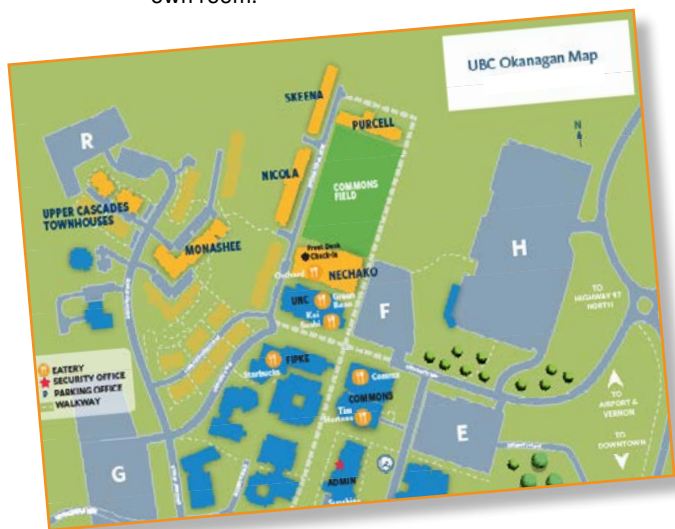 own room.
UBC Okanagan Map
N
SKEENA
PURCELL
R
NICOLA
COMMONS
FIELD
UPPER CASCADES
TOWNHOUSES
MONASHEE
H
Front Desk
Check-in
Orchard
NECHAKO
UNC
Green
Bean
Koi
Sushi
F
TO
HIGHWAY 97
NORTH
EATERY
SECURITY OFFICE
P PARKING OFFICE
WALKWAY
FIPKE
Starbucks
Comma
COMMONS
Tim
Hortons
E
TO
AIRPORT &
VERNON
TO
DOWNTOWN
G
ADMIN
Sunshine